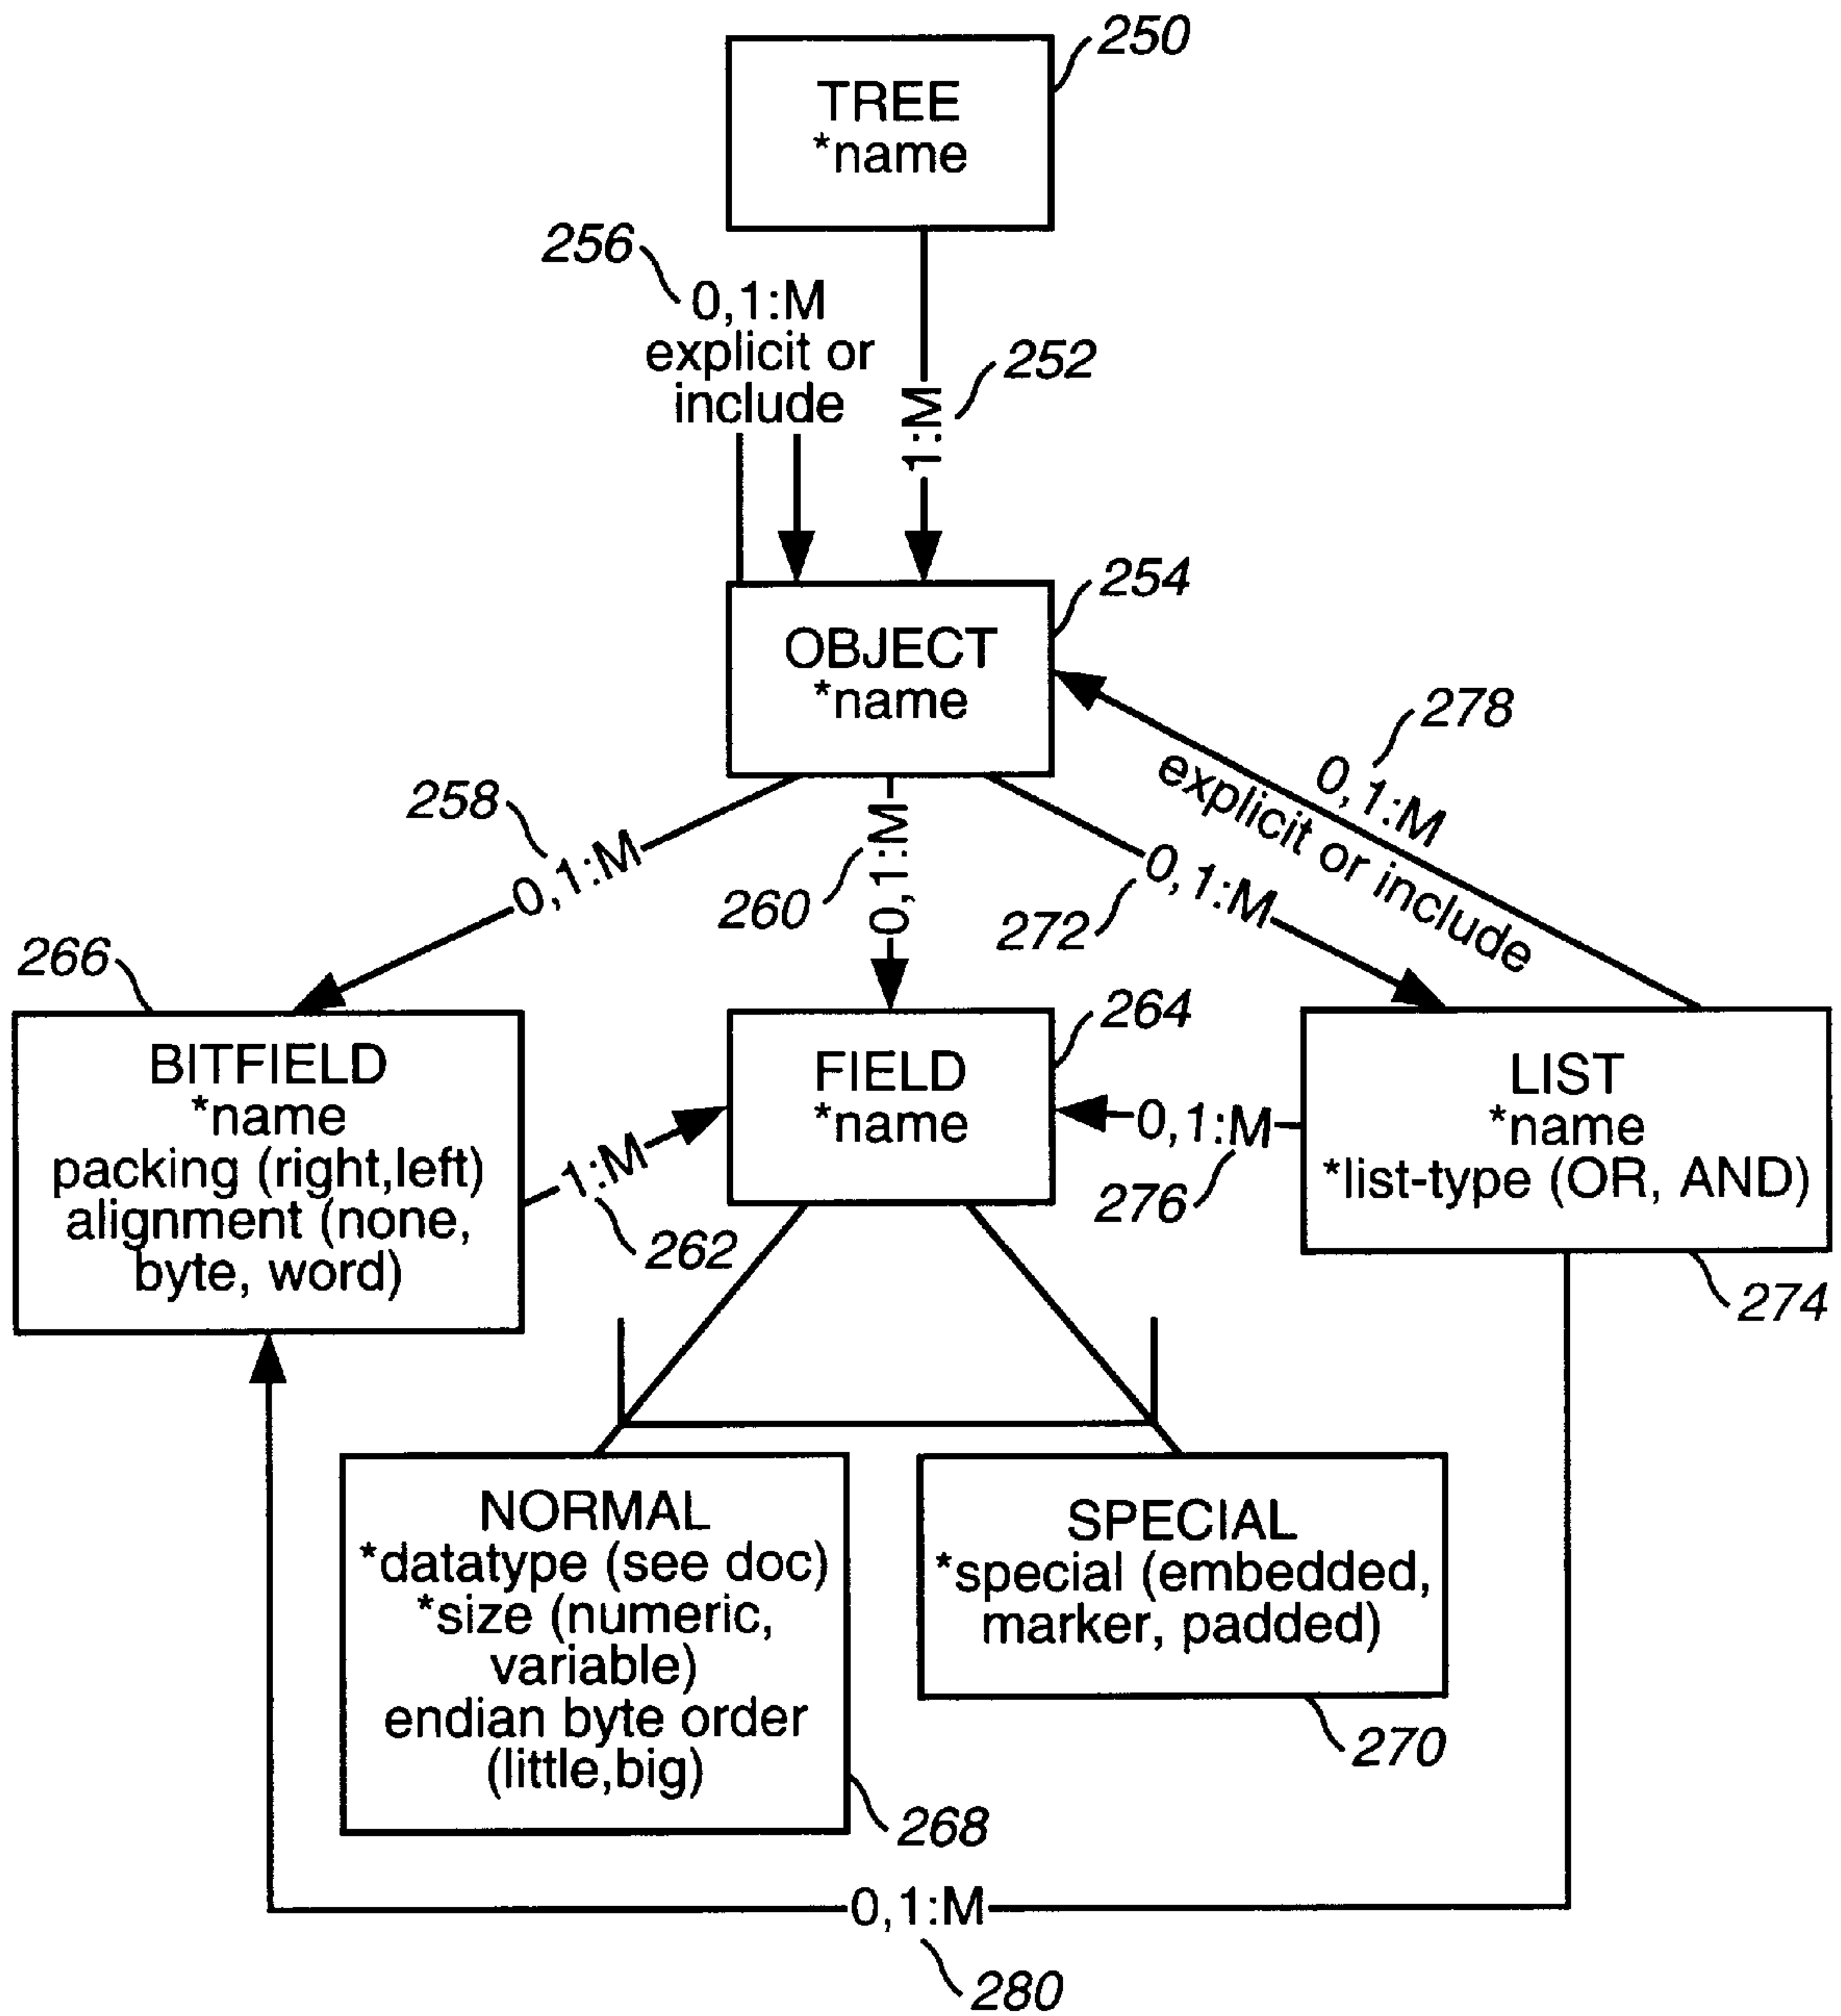 250
TREE
*name
256
0,1:M
explicit or
include
252
1:M
254
OBJECT
*name
278
0,1:M
explicit or include
258
0,1:M
260
0,1:M
272
0,1:M
266
BITFIELD
*name
packing (right,left)
alignment (none,
byte, word)
264
FIELD
*name
LIST
*name
*list-type (OR, AND)
1:M
262
0,1:M
276
274
NORMAL
*datatype (see doc)
*size (numeric,
variable)
endian byte order
(little,big)
268
SPECIAL
*special (embedded,
marker, padded)
270
0,1:M
280